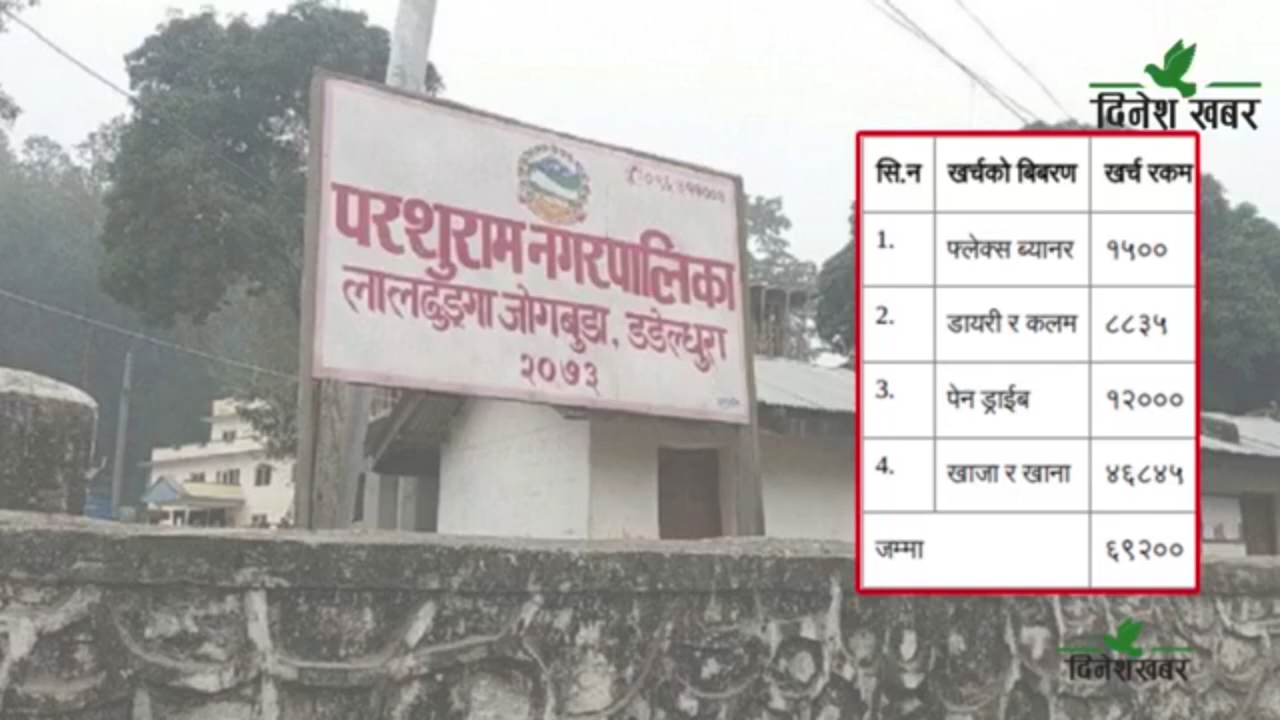 परशुराम नगरपालिका
लालढुङगा जोगबुडा, डडेल्धुरा
२०७३
दिनेश खबर
सि.न खर्चको बिबरण खर्च रकम
1. फ्लेक्स ब्यानर १५००
2. डायरी र कलम ८८३५
3. पेन ड्राईब १२०००
4. खाजा र खाना ४६८४५
जम्मा ६९२००
दिनेशखबर